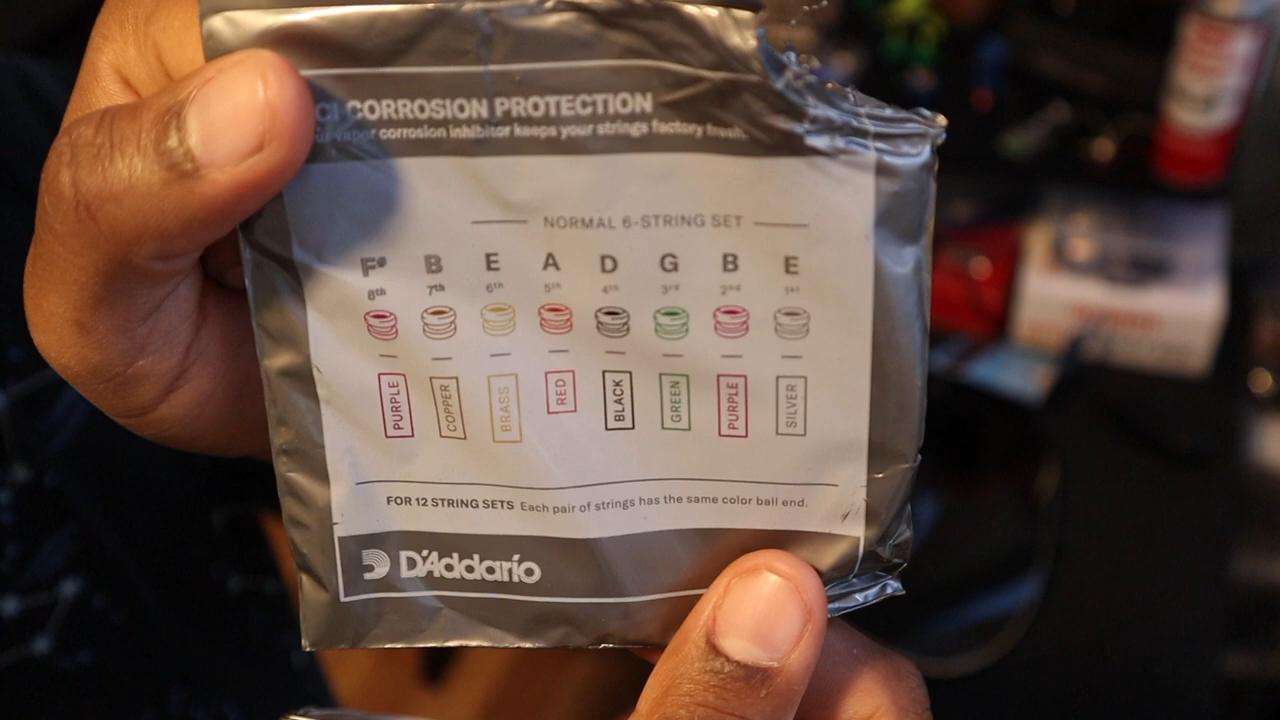 CI CORROSION PROTECTION
vapor corrosion inhibitor keeps your strings factory fresh.
NORMAL 6-STRING SET
F# B E A D G B E
8th 7th 6th 5th 4th 3rd 2nd 1st
PURPLE COPPER BRASS RED BLACK GREEN PURPLE SILVER
FOR 12 STRING SETS Each pair of strings has the same color ball end.
D'Addario